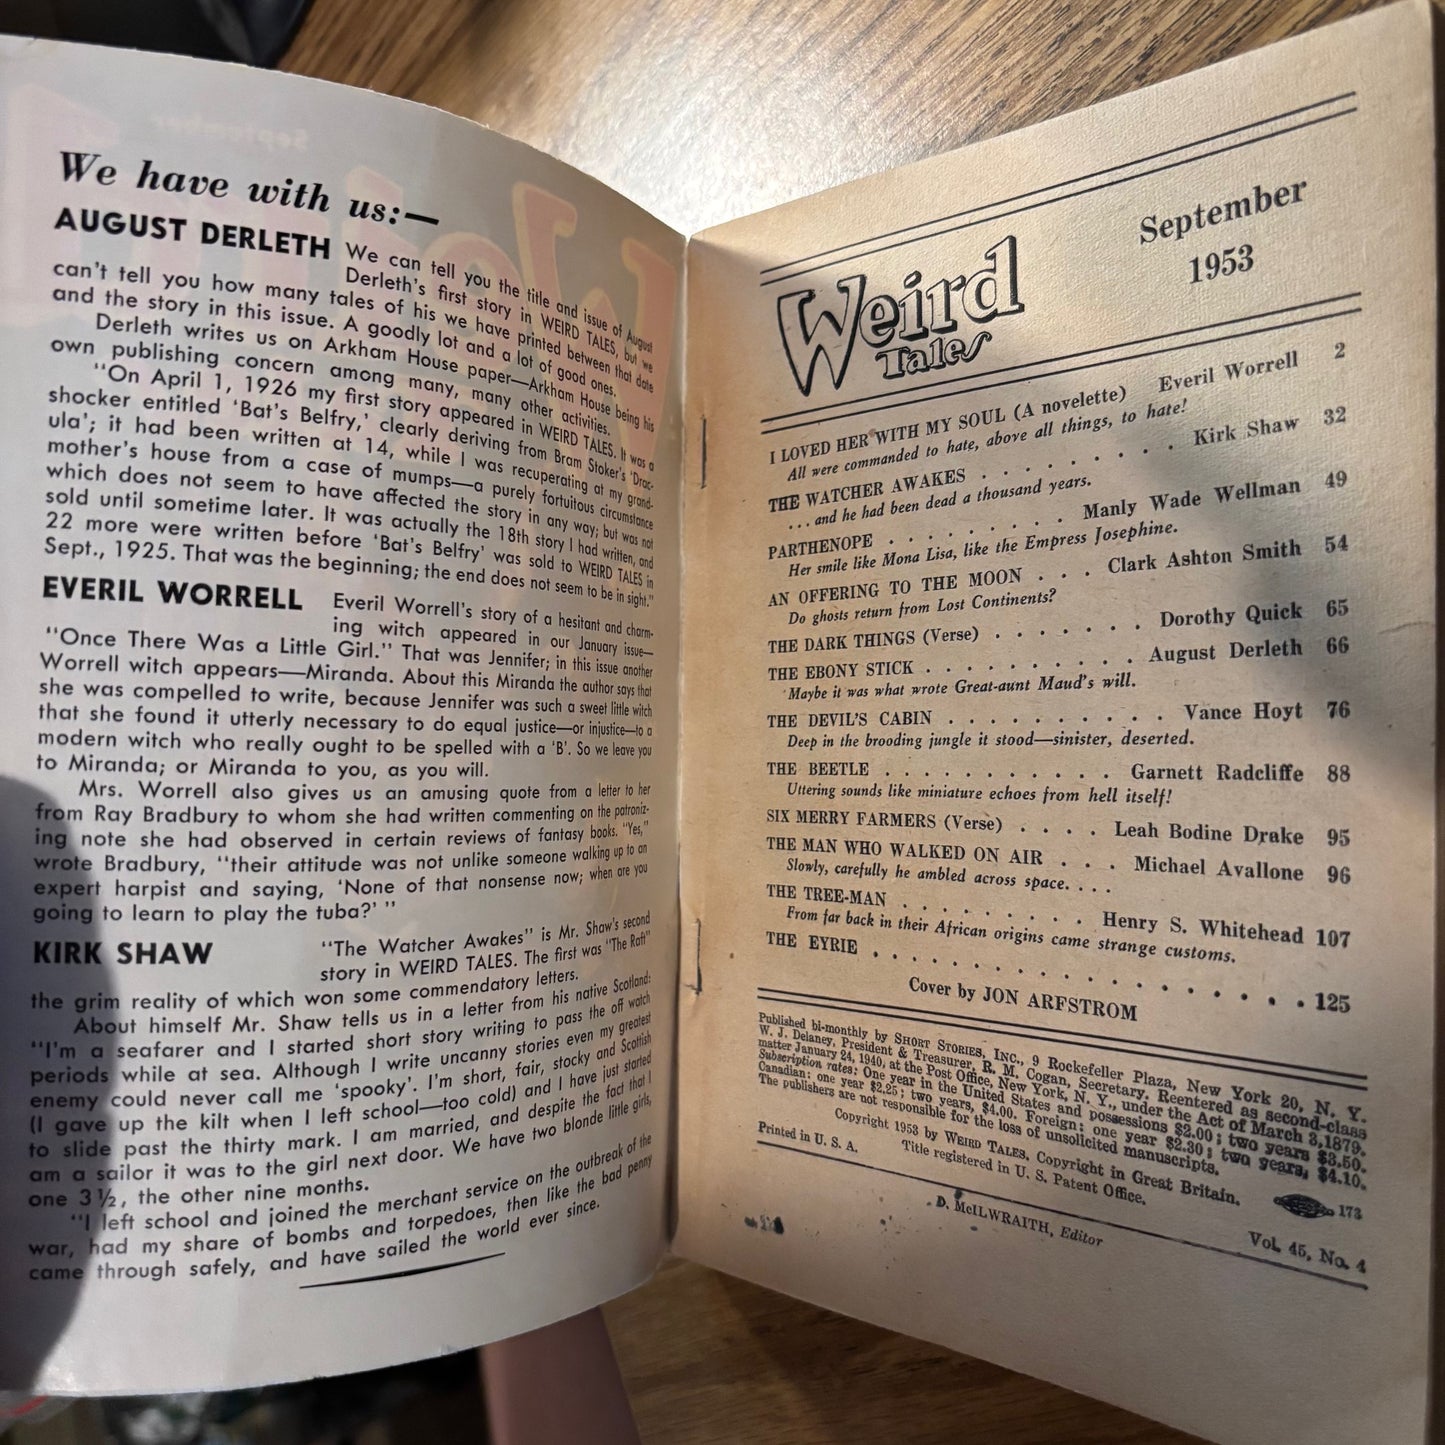 We have with us:—
AUGUST DERLETH We can tell you the title and issue of August
Derleth's first story in WEIRD TALES, but we
can't tell you how many tales of his we have printed between that date
and the story in this issue. A goodly lot and a lot of good ones.
Derleth writes us on Arkham House paper—Arkham House being his
own publishing concern among many, many other activities.
"On April 1, 1926 my first story appeared in WEIRD TALES. It was a
shocker entitled 'Bat's Belfry,' clearly deriving from Bram Stoker's 'Drac-
ula'; it had been written at 14, while I was recuperating at my grand-
mother's house from a case of mumps—a purely fortuitous circumstance
which does not seem to have affected the story in any way; but was not
sold until sometime later. It was actually the 18th story I had written, and
22 more were written before 'Bat's Belfry' was sold to WEIRD TALES in
Sept., 1925. That was the beginning; the end does not seem to be in sight."
EVERIL WORRELL Everil Worrell's story of a hesitant and charm-
ing witch appeared in our January issue—
"Once There Was a Little Girl." That was Jennifer; in this issue another
Worrell witch appears—Miranda. About this Miranda the author says that
she was compelled to write, because Jennifer was such a sweet little witch
that she found it utterly necessary to do equal justice—or injustice—to a
modern witch who really ought to be spelled with a 'B'. So we leave you
to Miranda; or Miranda to you, as you will.
Mrs. Worrell also gives us an amusing quote from a letter to her
from Ray Bradbury to whom she had written commenting on the patroniz-
ing note she had observed in certain reviews of fantasy books. "Yes,"
wrote Bradbury, "their attitude was not unlike someone walking up to an
expert harpist and saying, 'None of that nonsense now; when are you
going to learn to play the tuba?' "
KIRK SHAW "The Watcher Awakes" is Mr. Shaw's second
story in WEIRD TALES. The first was "The Raft"
the grim reality of which won some commendatory letters.
About himself Mr. Shaw tells us in a letter from his native Scotland:
"I'm a seafarer and I started short story writing to pass the off watch
periods while at sea. Although I write uncanny stories even my greatest
enemy could never call me 'spooky'. I'm short, fair, stocky and Scottish
(I gave up the kilt when I left school—too cold) and I have just started
to slide past the thirty mark. I am married, and despite the fact that I
am a sailor it was to the girl next door. We have two blonde little girls,
one 3½, the other nine months.
"I left school and joined the merchant service on the outbreak of the
war, had my share of bombs and torpedoes, then like the bad penny
came through safely, and have sailed the world ever since.
Weird Tales
September
1953
I LOVED HER WITH MY SOUL (A novelette) Everil Worrell 2
All were commanded to hate, above all things, to hate!
THE WATCHER AWAKES . . . . . . . . . Kirk Shaw 32
. . . and he had been dead a thousand years.
PARTHENOPE . . . . . . . Manly Wade Wellman 49
Her smile like Mona Lisa, like the Empress Josephine.
AN OFFERING TO THE MOON . . . Clark Ashton Smith 54
Do ghosts return from Lost Continents?
THE DARK THINGS (Verse) . . . . . . . Dorothy Quick 65
THE EBONY STICK . . . . . . . . . . August Derleth 66
Maybe it was what wrote Great-aunt Maud's will.
THE DEVIL'S CABIN . . . . . . . . . . Vance Hoyt 76
Deep in the brooding jungle it stood—sinister, deserted.
THE BEETLE . . . . . . . . . . . Garnett Radcliffe 88
Uttering sounds like miniature echoes from hell itself!
SIX MERRY FARMERS (Verse) . . . . Leah Bodine Drake 95
THE MAN WHO WALKED ON AIR . . . Michael Avallone 96
Slowly, carefully he ambled across space. . . .
THE TREE-MAN . . . . . . . . . Henry S. Whitehead 107
From far back in their African origins came strange customs.
THE EYRIE . . . . . . . . . . . . . . . . . . 125
Cover by JON ARFSTROM
Published bi-monthly by SHORT STORIES, INC., 9 Rockefeller Plaza, New York 20, N. Y.
W. J. Delaney, President & Treasurer, R. M. Cogan, Secretary. Reentered as second-class
matter January 24, 1940, at the Post Office, New York, N. Y., under the Act of March 3, 1879.
Subscription rates: One year in the United States and possessions $2.00; two years $3.50.
Canadian: one year $2.25; two years, $4.00. Foreign: one year $2.30; two years, $4.10.
The publishers are not responsible for the loss of unsolicited manuscripts.
Copyright 1953 by WEIRD TALES, Copyright in Great Britain.
Title registered in U. S. Patent Office.
Printed in U. S. A.
173
D. McILWRAITH, Editor
Vol. 45, No. 4